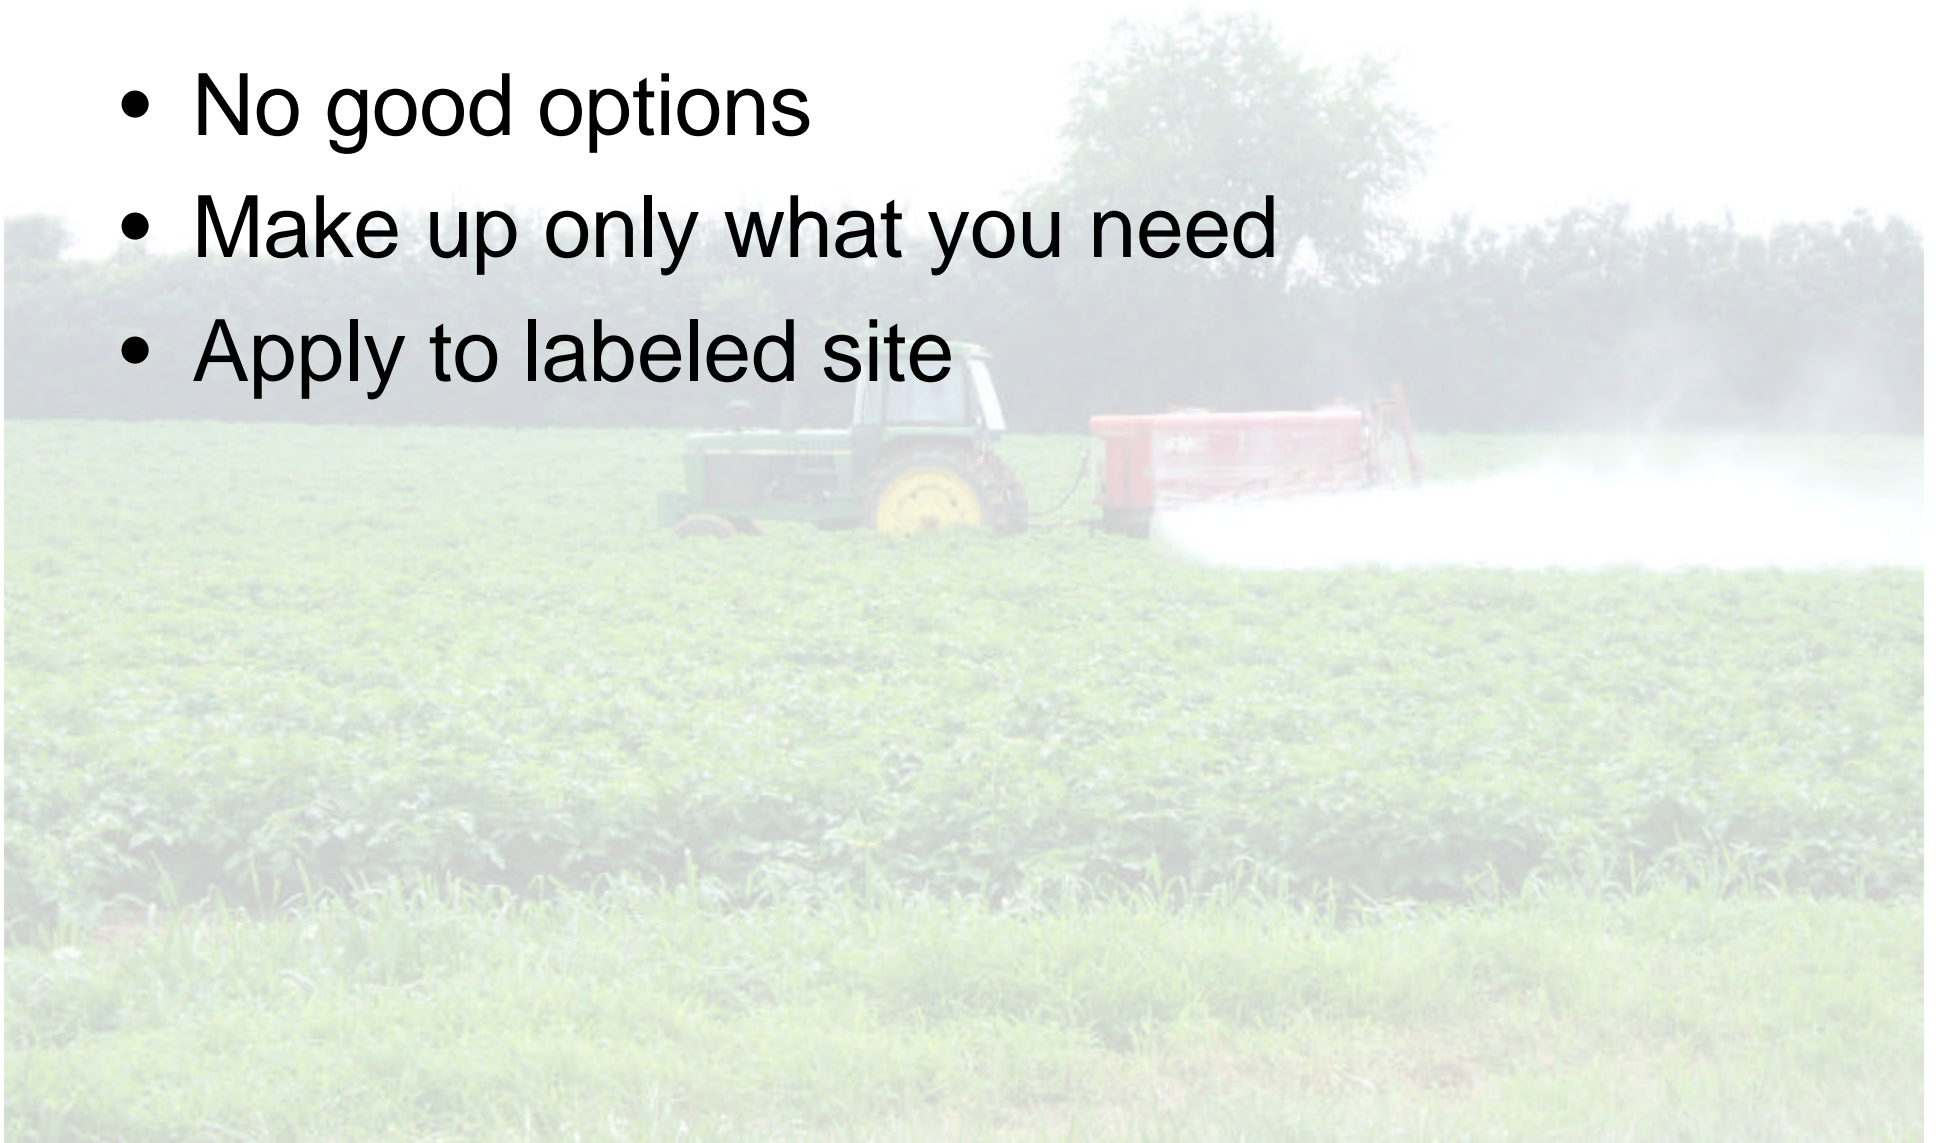 • No good options
• Make up only what you need
• Apply to labeled site